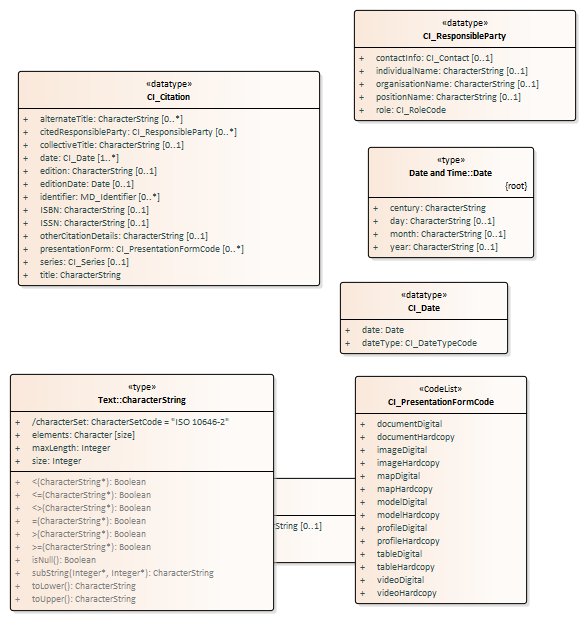 «datatype»
CI_ResponsibleParty
+ contactInfo: CI_Contact [0..1]
+ individualName: CharacterString [0..1]
+ organisationName: CharacterString [0..1]
+ positionName: CharacterString [0..1]
+ role: CI_RoleCode
«datatype»
CI_Citation
+ alternateTitle: CharacterString [0..*]
+ citedResponsibleParty: CI_ResponsibleParty [0..*]
+ collectiveTitle: CharacterString [0..1]
+ date: CI_Date [1..*]
+ edition: CharacterString [0..1]
+ editionDate: Date [0..1]
+ identifier: MD_Identifier [0..*]
+ ISBN: CharacterString [0..1]
+ ISSN: CharacterString [0..1]
+ otherCitationDetails: CharacterString [0..1]
+ presentationForm: CI_PresentationFormCode [0..*]
+ series: CI_Series [0..1]
+ title: CharacterString
«type»
Date and Time::Date
{root}
+ century: CharacterString
+ day: CharacterString [0..1]
+ month: CharacterString [0..1]
+ year: CharacterString [0..1]
«datatype»
CI_Date
+ date: Date
+ dateType: CI_DateTypeCode
«type»
Text::CharacterString
+ /characterSet: CharacterSetCode = "ISO 10646-2"
+ elements: Character [size]
+ maxLength: Integer
+ size: Integer
+ <(CharacterString*): Boolean
+ <=(CharacterString*): Boolean
+ <>(CharacterString*): Boolean
+ =(CharacterString*): Boolean
+ >(CharacterString*): Boolean
+ >=(CharacterString*): Boolean
+ isNull(): Boolean
+ subString(Integer*, Integer*): CharacterString
+ toLower(): CharacterString
+ toUpper(): CharacterString
String [0..1]
«CodeList»
CI_PresentationFormCode
+ documentDigital
+ documentHardcopy
+ imageDigital
+ imageHardcopy
+ mapDigital
+ mapHardcopy
+ modelDigital
+ modelHardcopy
+ profileDigital
+ profileHardcopy
+ tableDigital
+ tableHardcopy
+ videoDigital
+ videoHardcopy